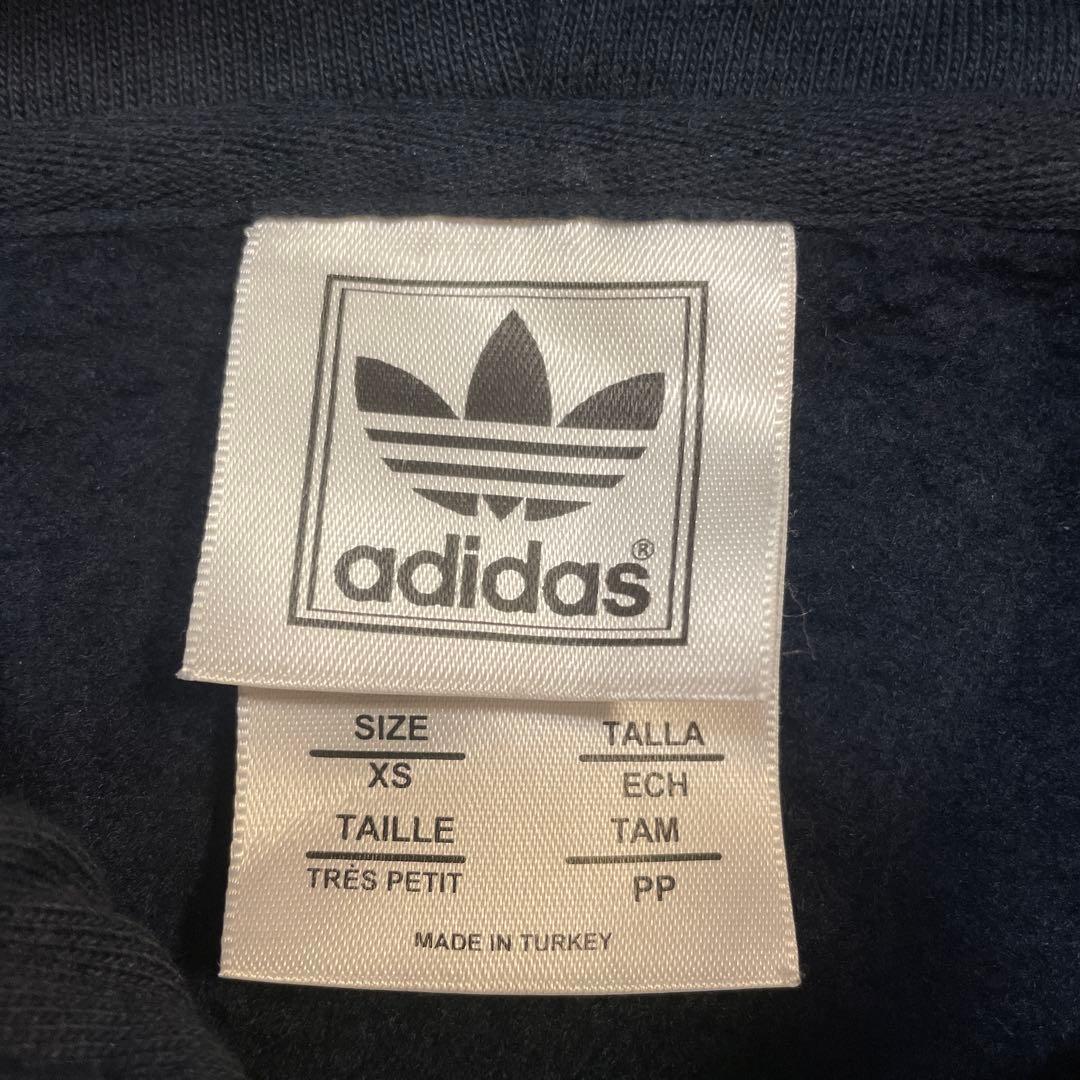 adidas®
SIZE
XS
TALLA
ECH
TAILLE
TRÈS PETIT
TAM
PP
MADE IN TURKEY